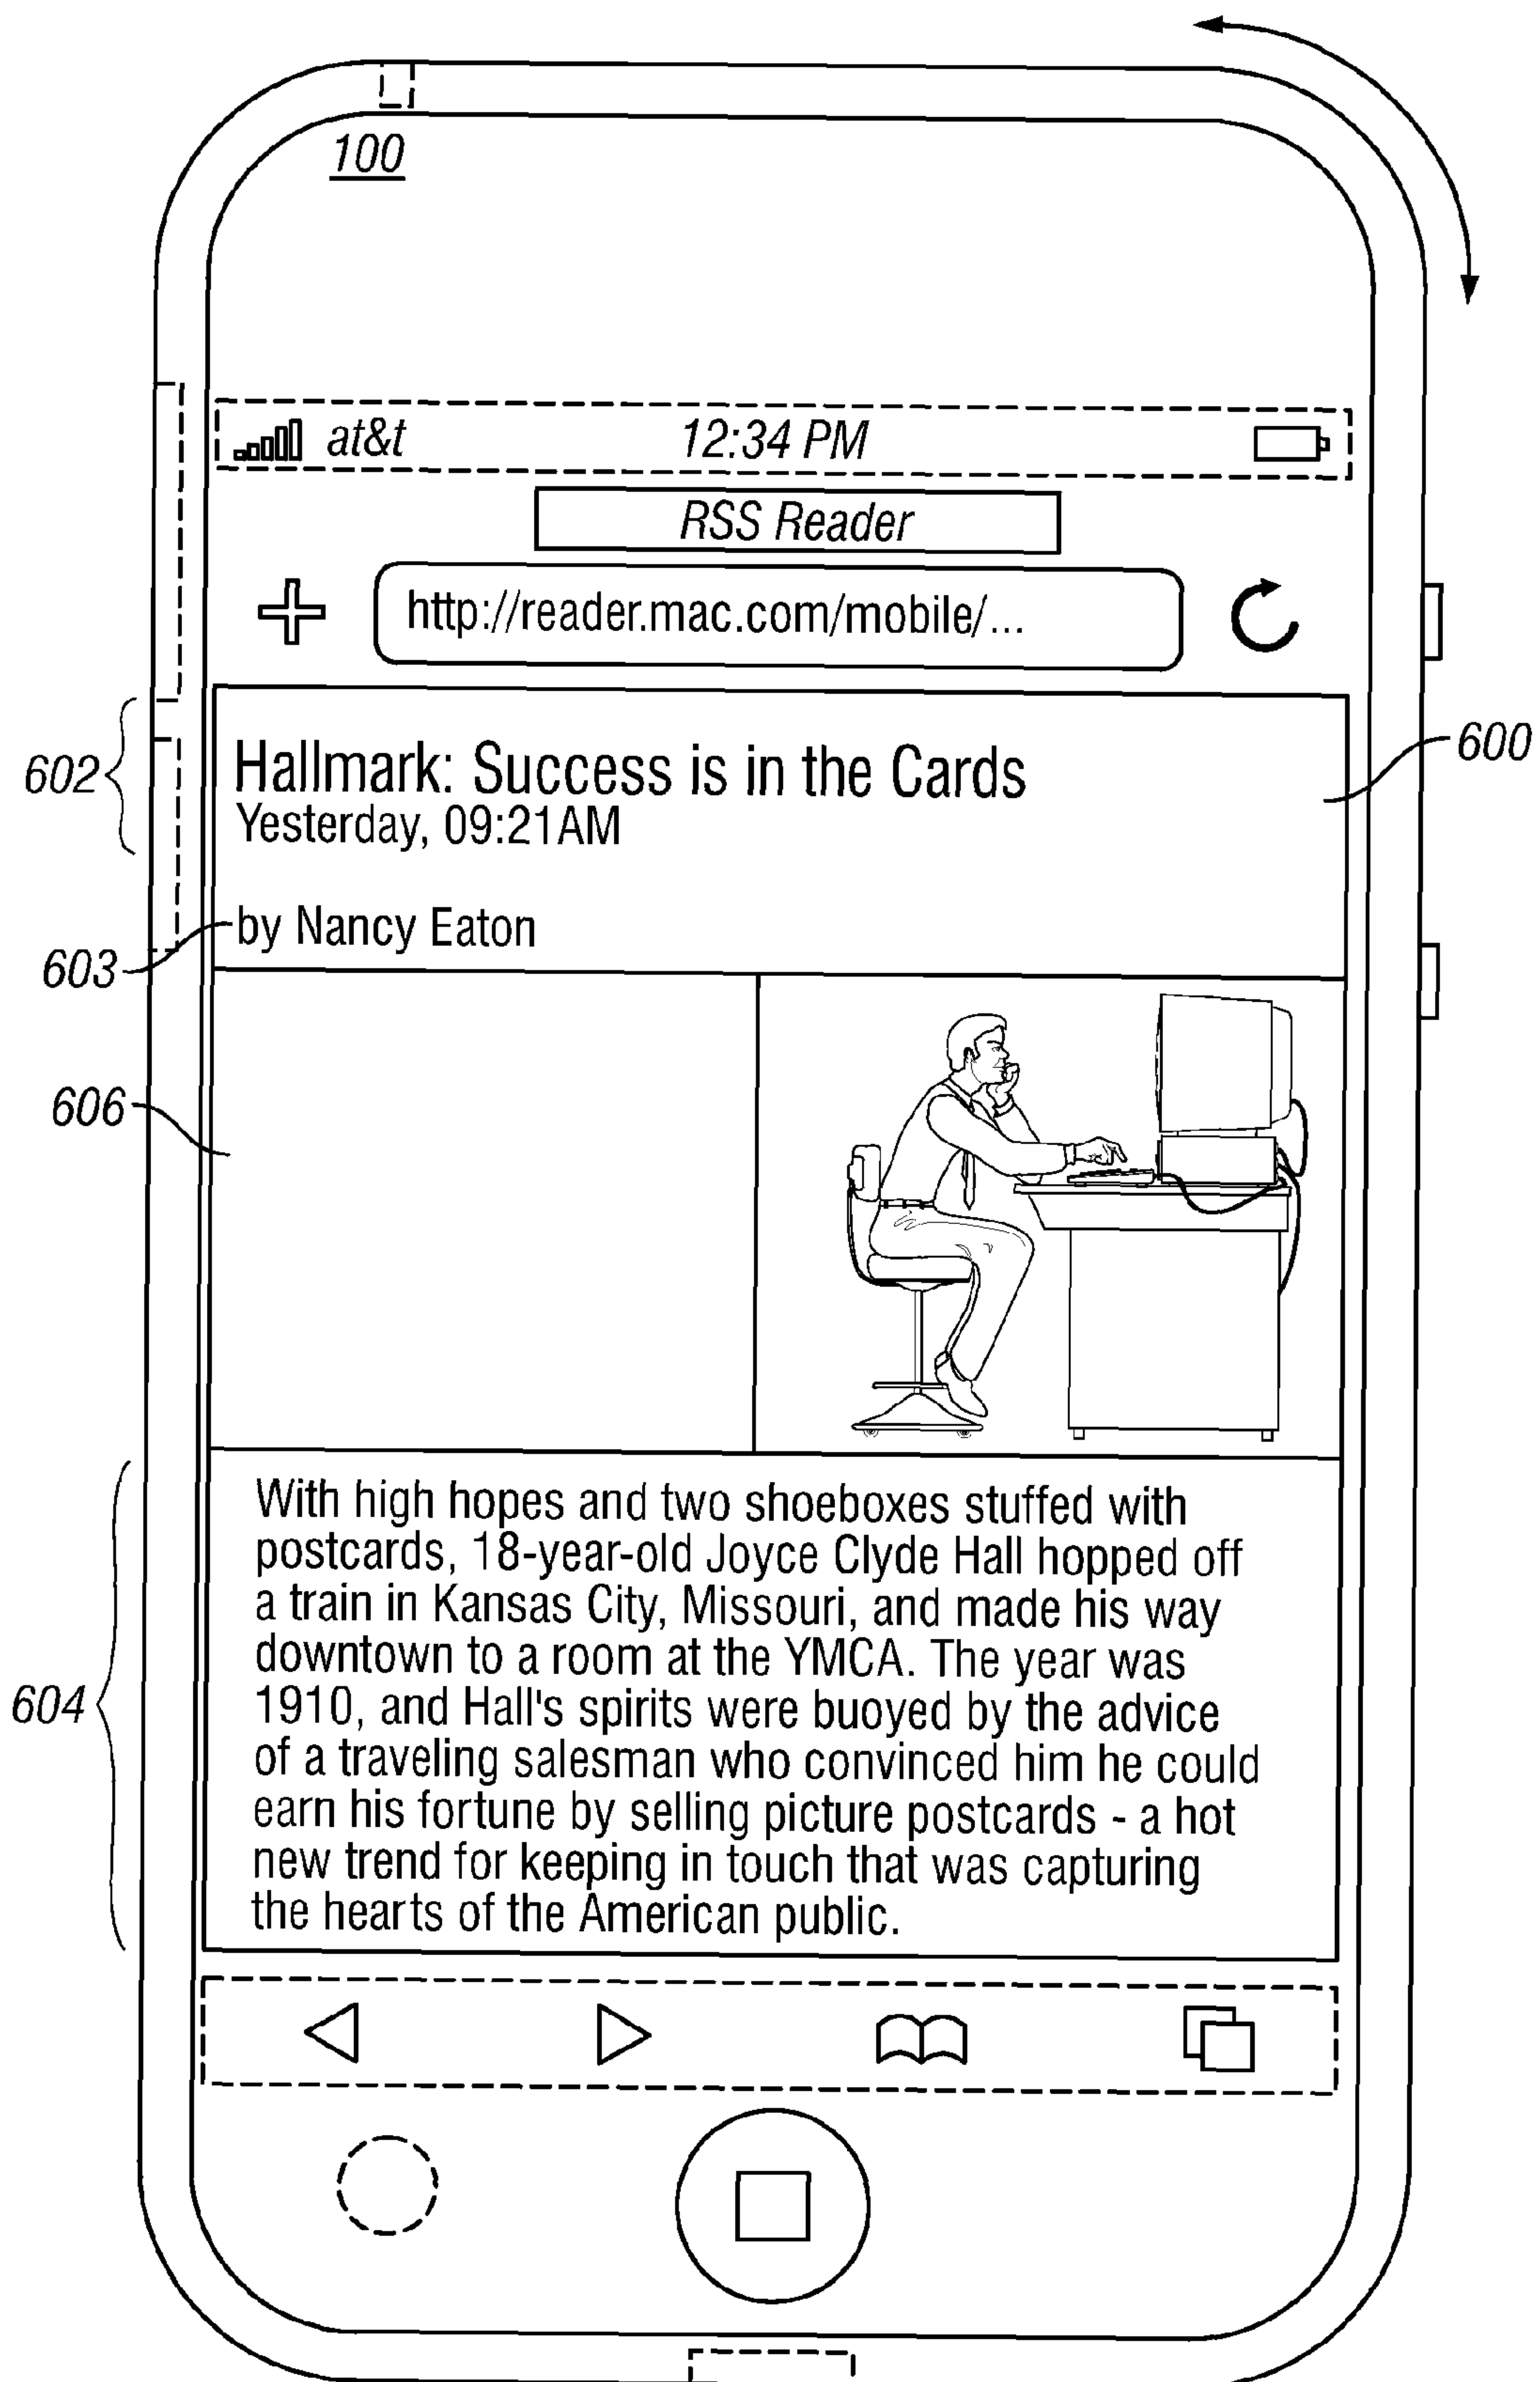 100
at&t 12:34 PM
RSS Reader
http://reader.mac.com/mobile/...
600
602
Hallmark: Success is in the Cards
Yesterday, 09:21AM
by Nancy Eaton
603
606
With high hopes and two shoeboxes stuffed with
postcards, 18-year-old Joyce Clyde Hall hopped off
a train in Kansas City, Missouri, and made his way
downtown to a room at the YMCA. The year was
1910, and Hall's spirits were buoyed by the advice
of a traveling salesman who convinced him he could
earn his fortune by selling picture postcards - a hot
new trend for keeping in touch that was capturing
the hearts of the American public.
604